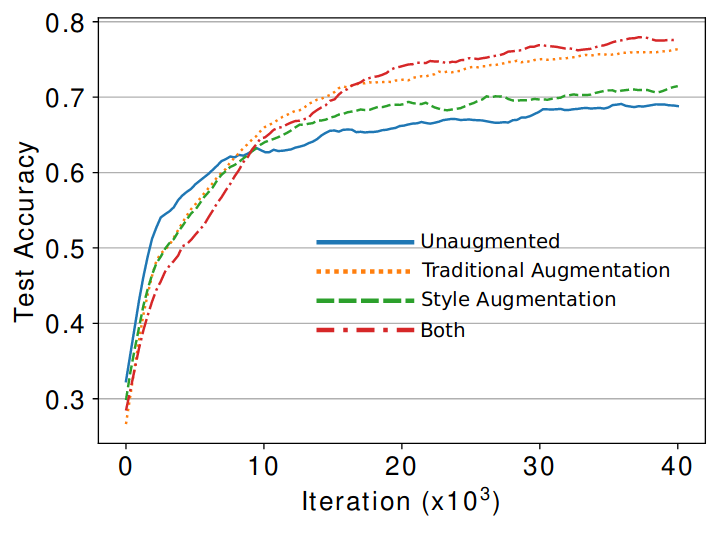 0.8
0.7
0.6
0.5
0.4
0.3
Test Accuracy
Unaugmented
Traditional Augmentation
Style Augmentation
Both
0 10 20 30 40
Iteration (x10³)